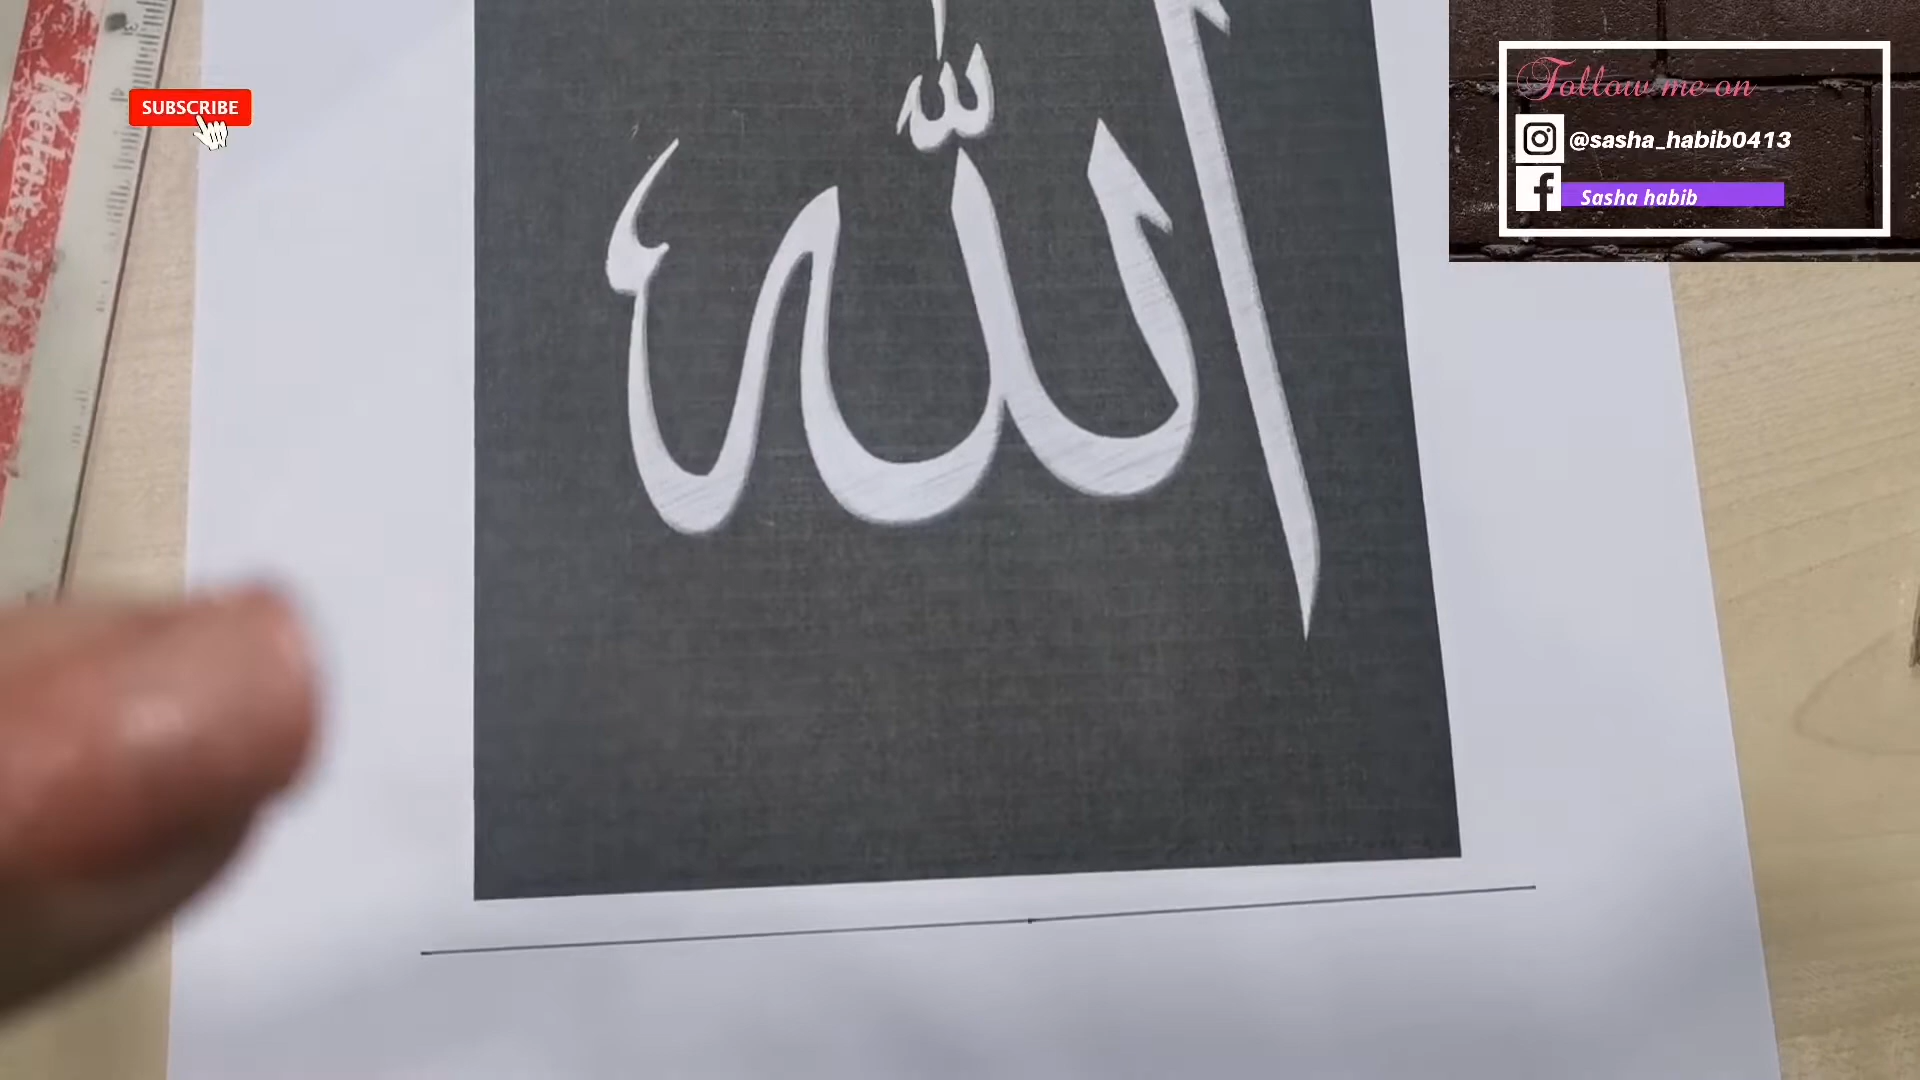 SUBSCRIBE
Follow me on
@sasha_habib0413
Sasha habib
الله